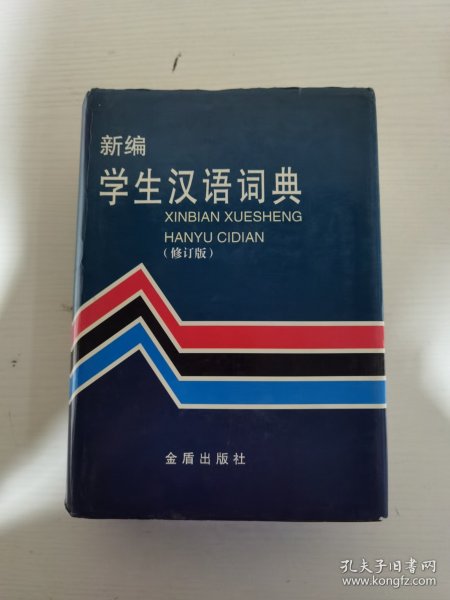 新编
学生汉语词典
XINBIAN XUESHENG
HANYU CIDIAN
（修订版）
金盾出版社
孔夫子旧书网
www.kongfz.com